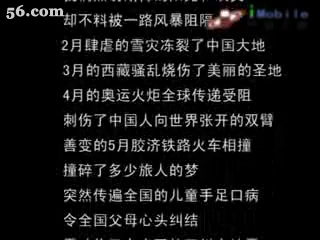 56.com
iMobile
却不料被一路风暴阻隔
2月肆虐的雪灾冻裂了中国大地
3月的西藏骚乱烧伤了美丽的圣地
4月的奥运火炬全球传递受阻
刺伤了中国人向世界张开的双臂
善变的5月胶济铁路火车相撞
撞碎了多少旅人的梦
突然传遍全国的儿童手足口病
令全国父母心头纠结